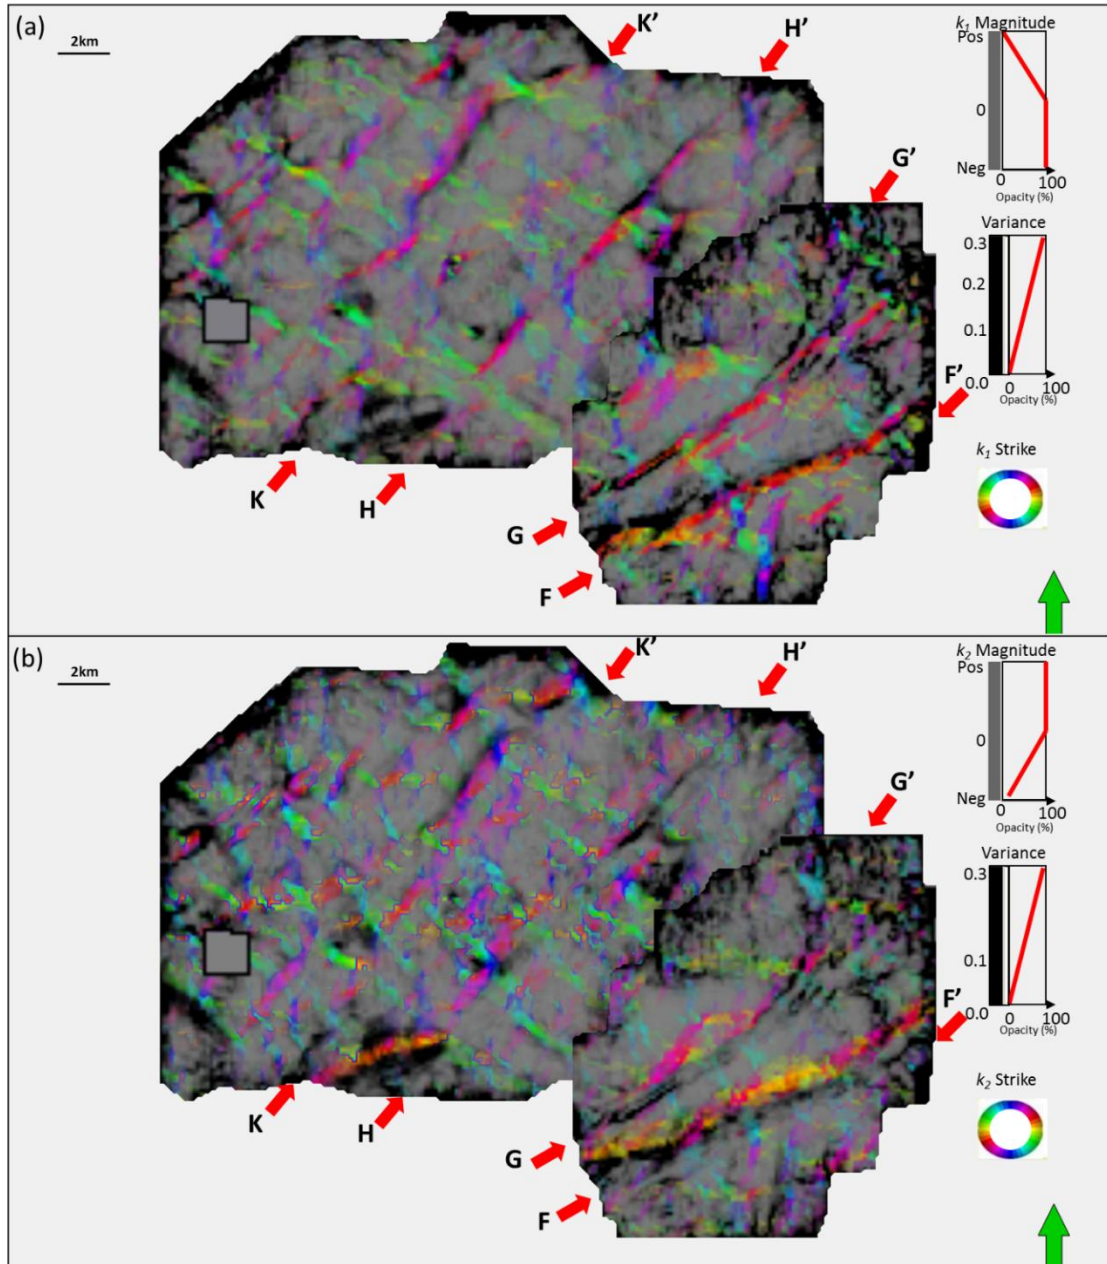 (a)
2km
K’
H’
k1 Magnitude
Pos
0
Neg
0
100
Opacity (%)
G’
Variance
0.3
0.2
0.1
0.0
0
100
Opacity (%)
F’
k1 Strike
K
H
G
F
(b)
2km
K’
H’
k2 Magnitude
Pos
0
Neg
0
100
Opacity (%)
G’
Variance
0.3
0.1
0.0
0
100
Opacity (%)
F’
k2 Strike
K
H
G
F